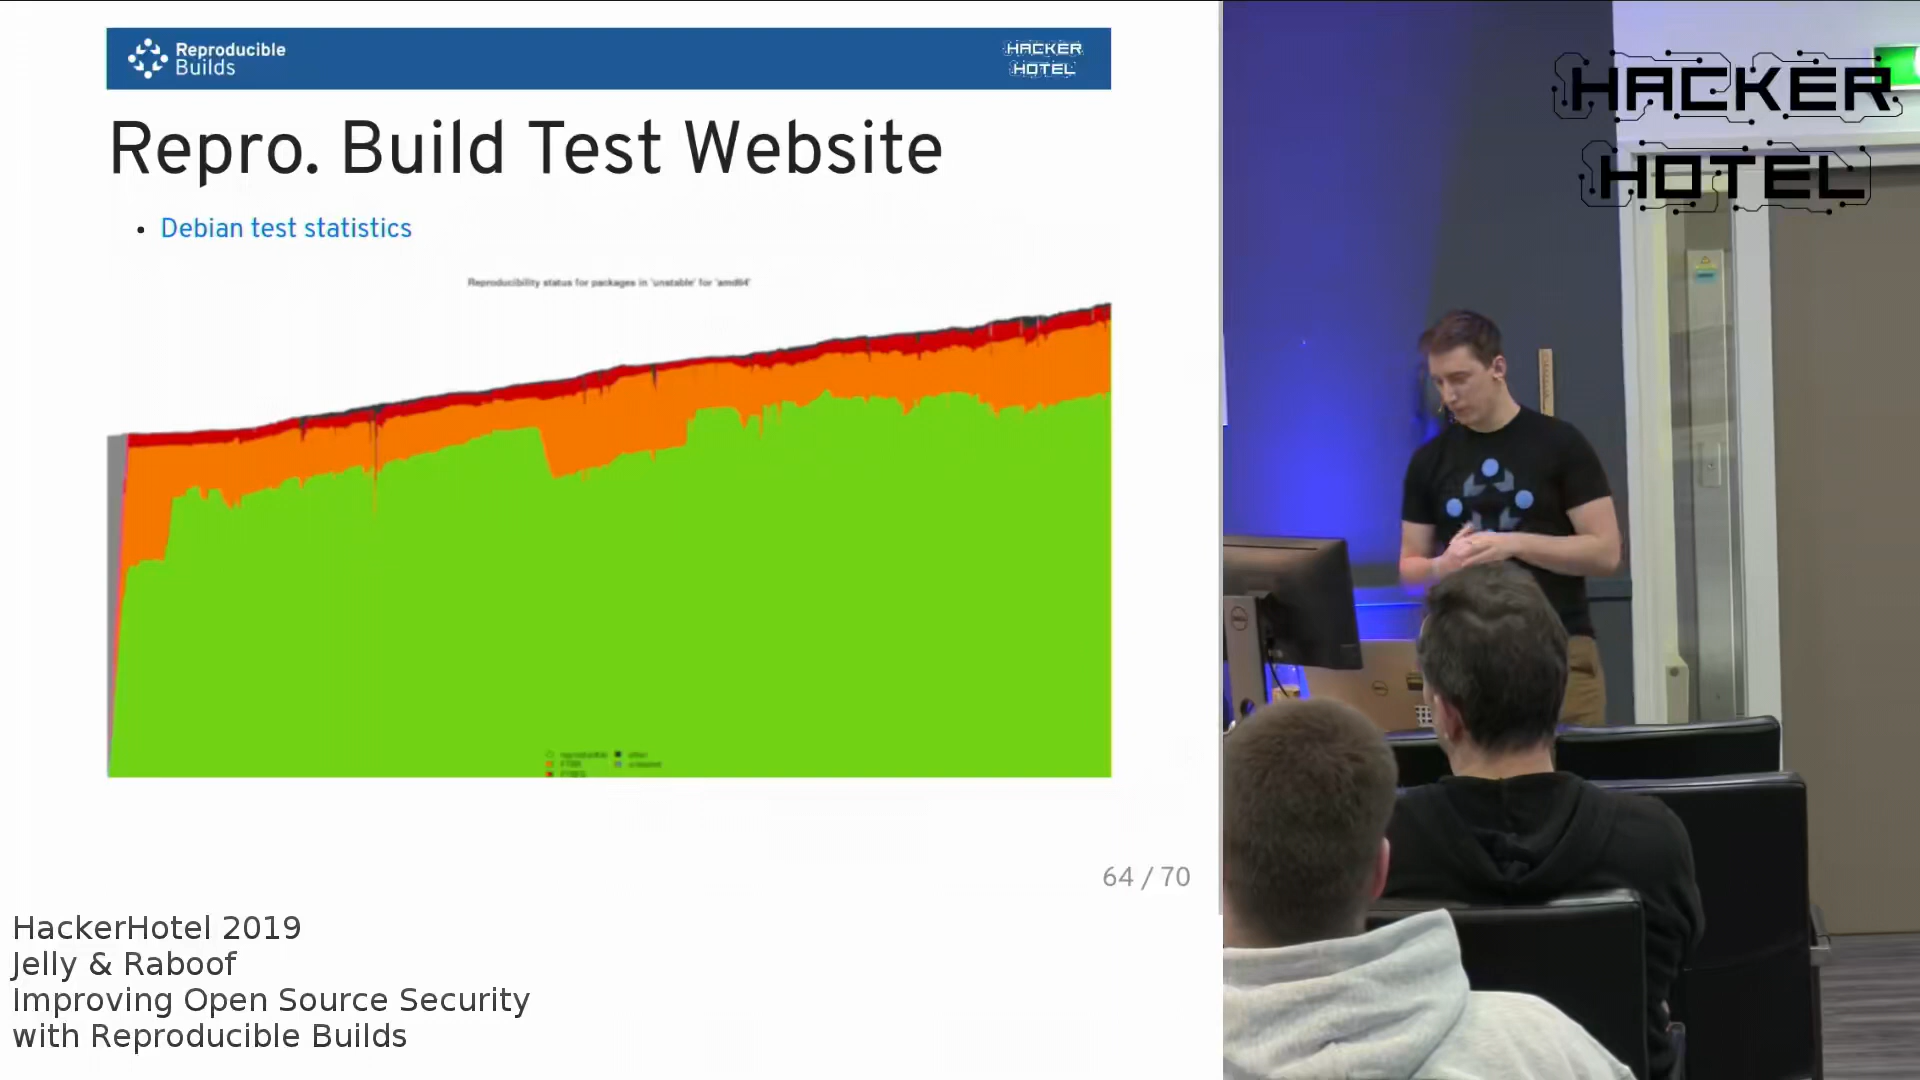 Reproducible
Builds
HACKER
HOTEL
Repro. Build Test Website
Debian test statistics
Reproducibility status for packages in 'unstable' for 'amd64'
64 / 70
HackerHotel 2019
Jelly & Raboof
Improving Open Source Security
with Reproducible Builds
HACKER
HOTEL